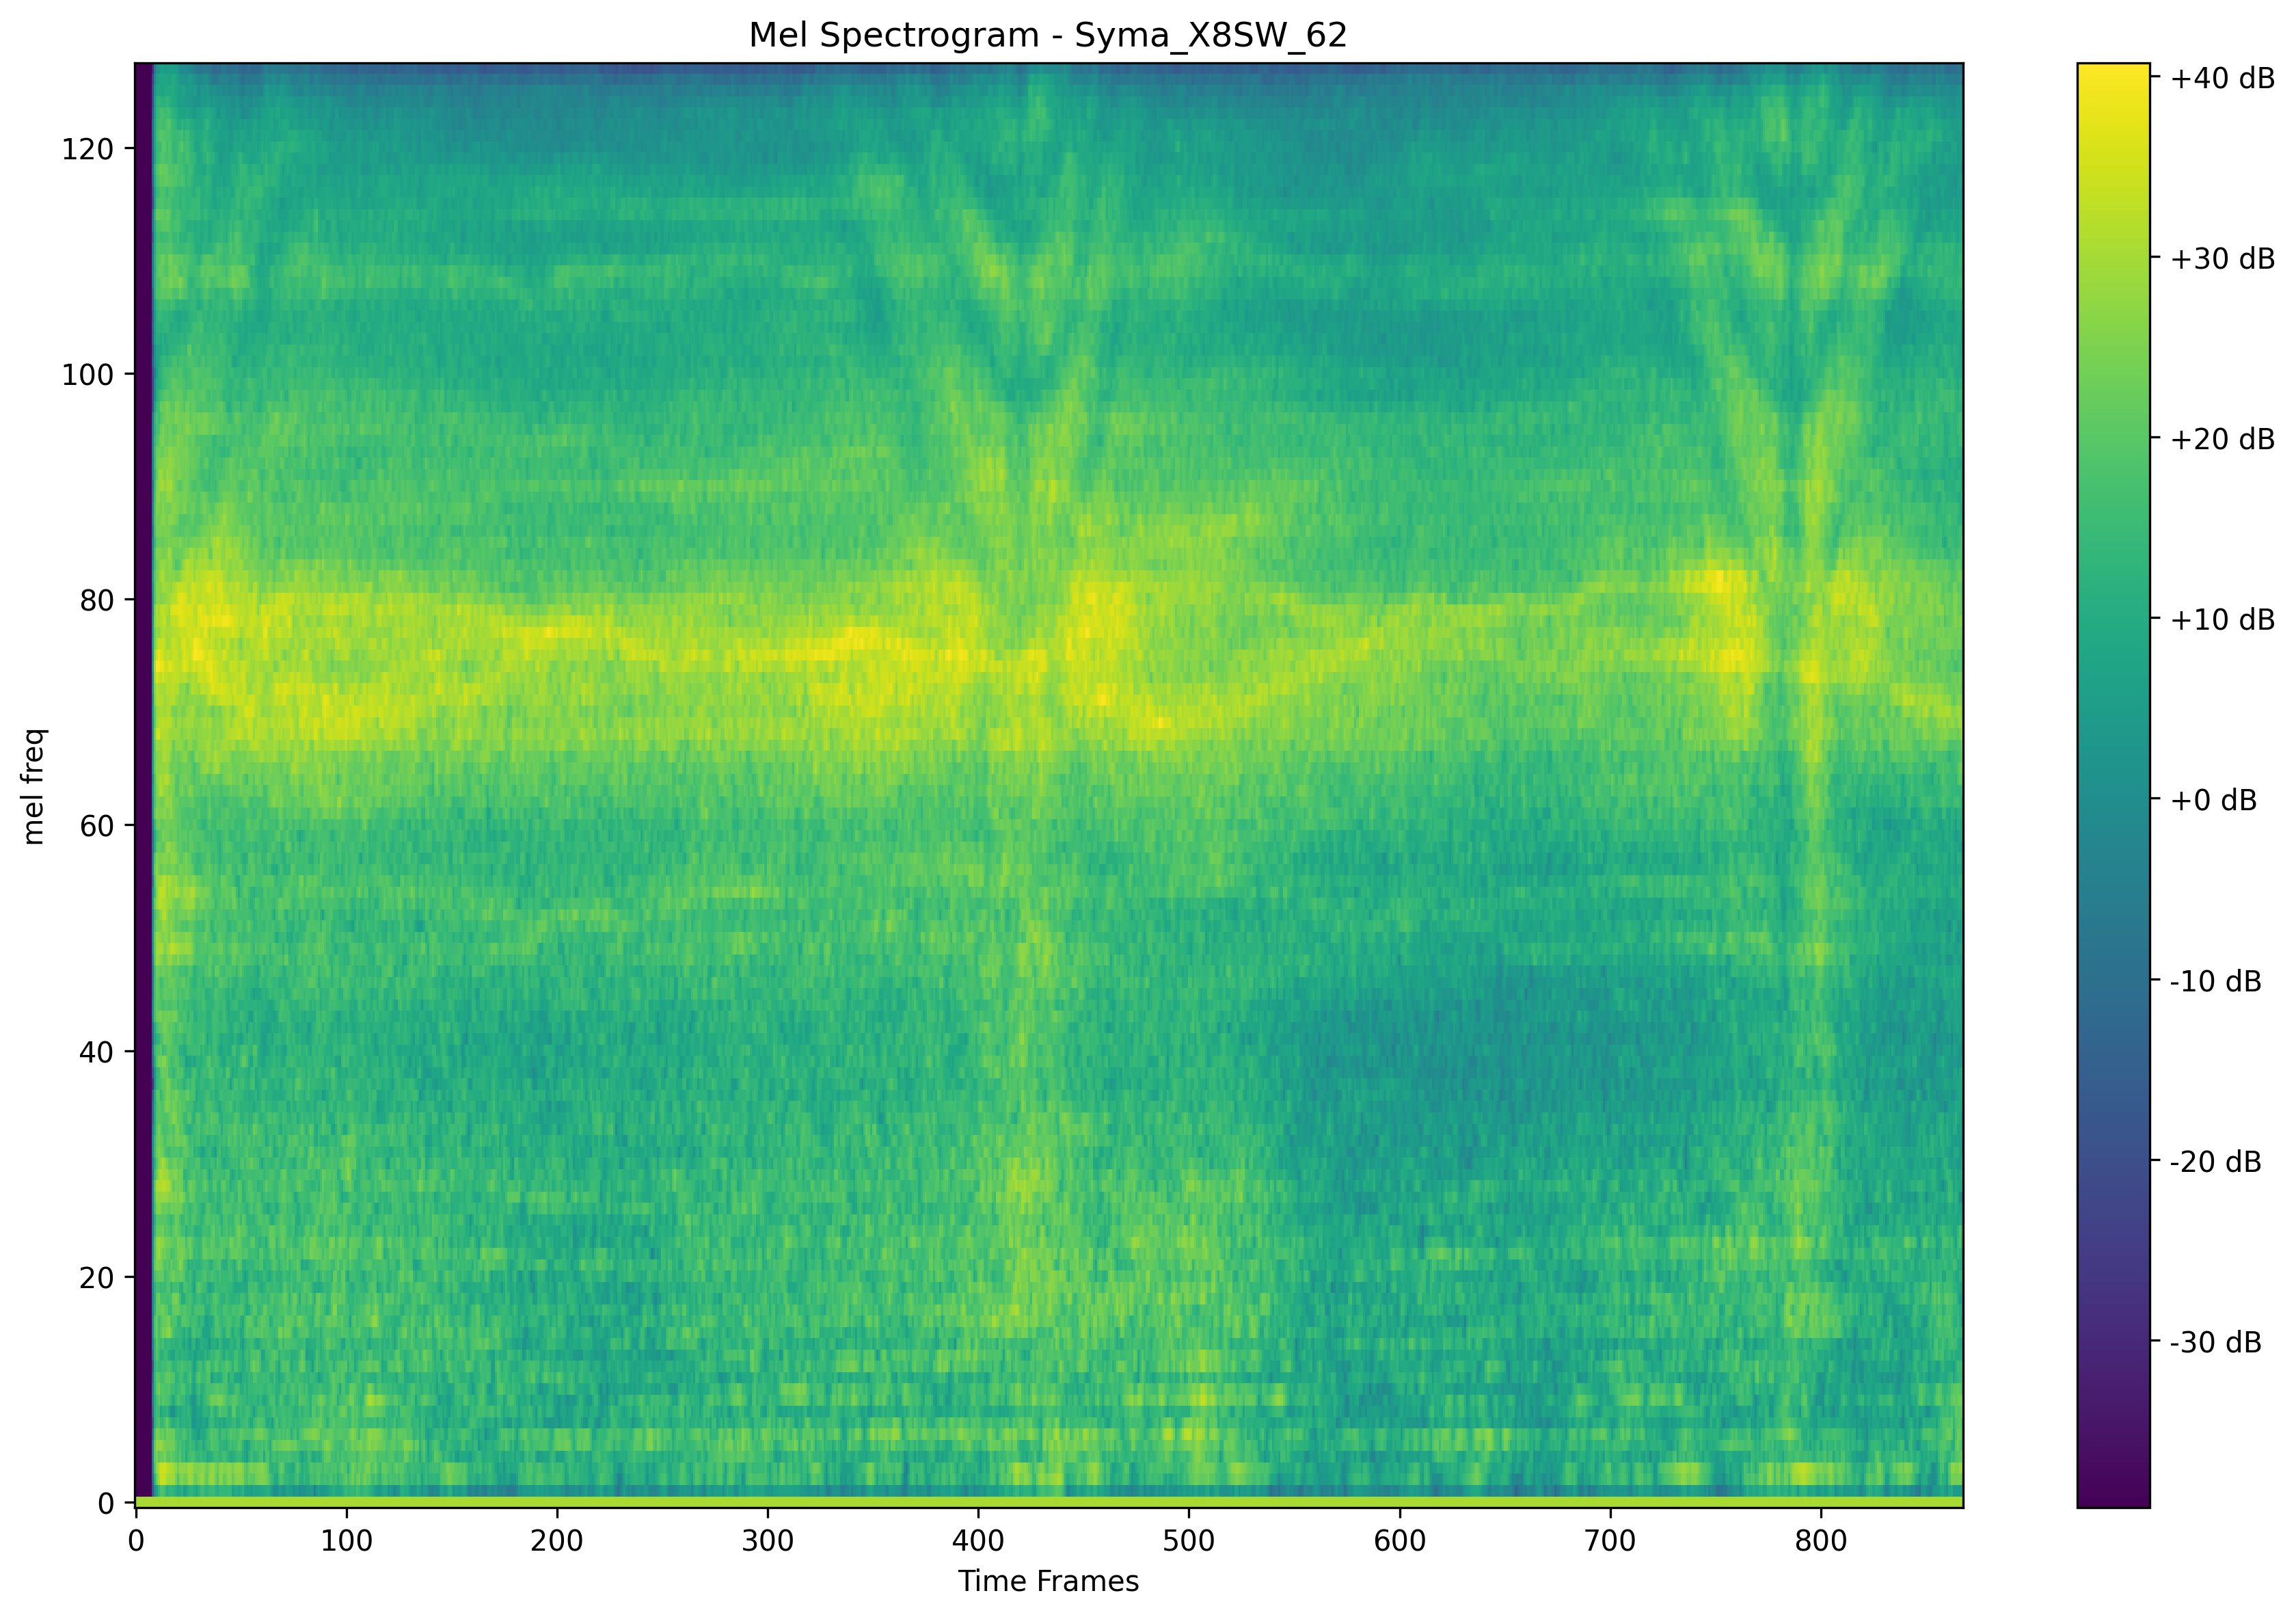 Mel Spectrogram - Syma_X8SW_62
mel freq
120
100
80
60
40
20
0
0 100 200 300 400 500 600 700 800
Time Frames
+40 dB
+30 dB
+20 dB
+10 dB
+0 dB
-10 dB
-20 dB
-30 dB